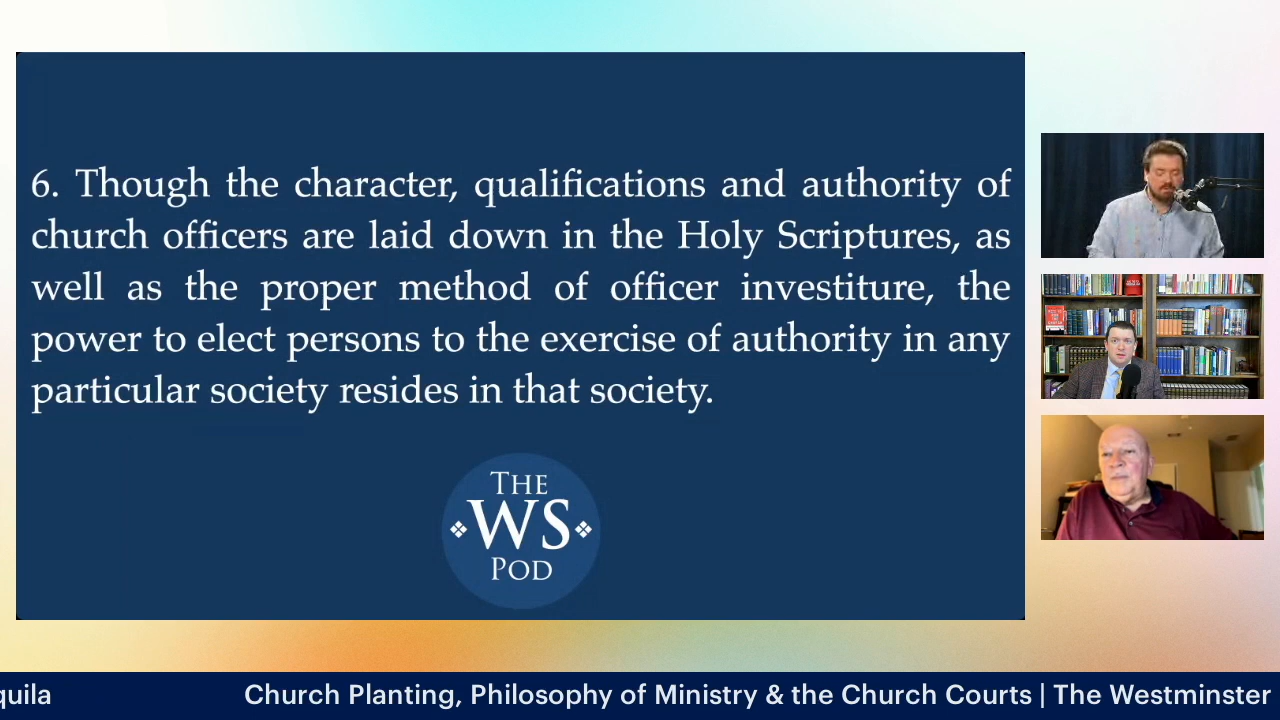 6. Though the character, qualifications and authority of
church officers are laid down in the Holy Scriptures, as
well as the proper method of officer investiture, the
power to elect persons to the exercise of authority in any
particular society resides in that society.
THE
WS
POD
quila Church Planting, Philosophy of Ministry & the Church Courts | The Westminster